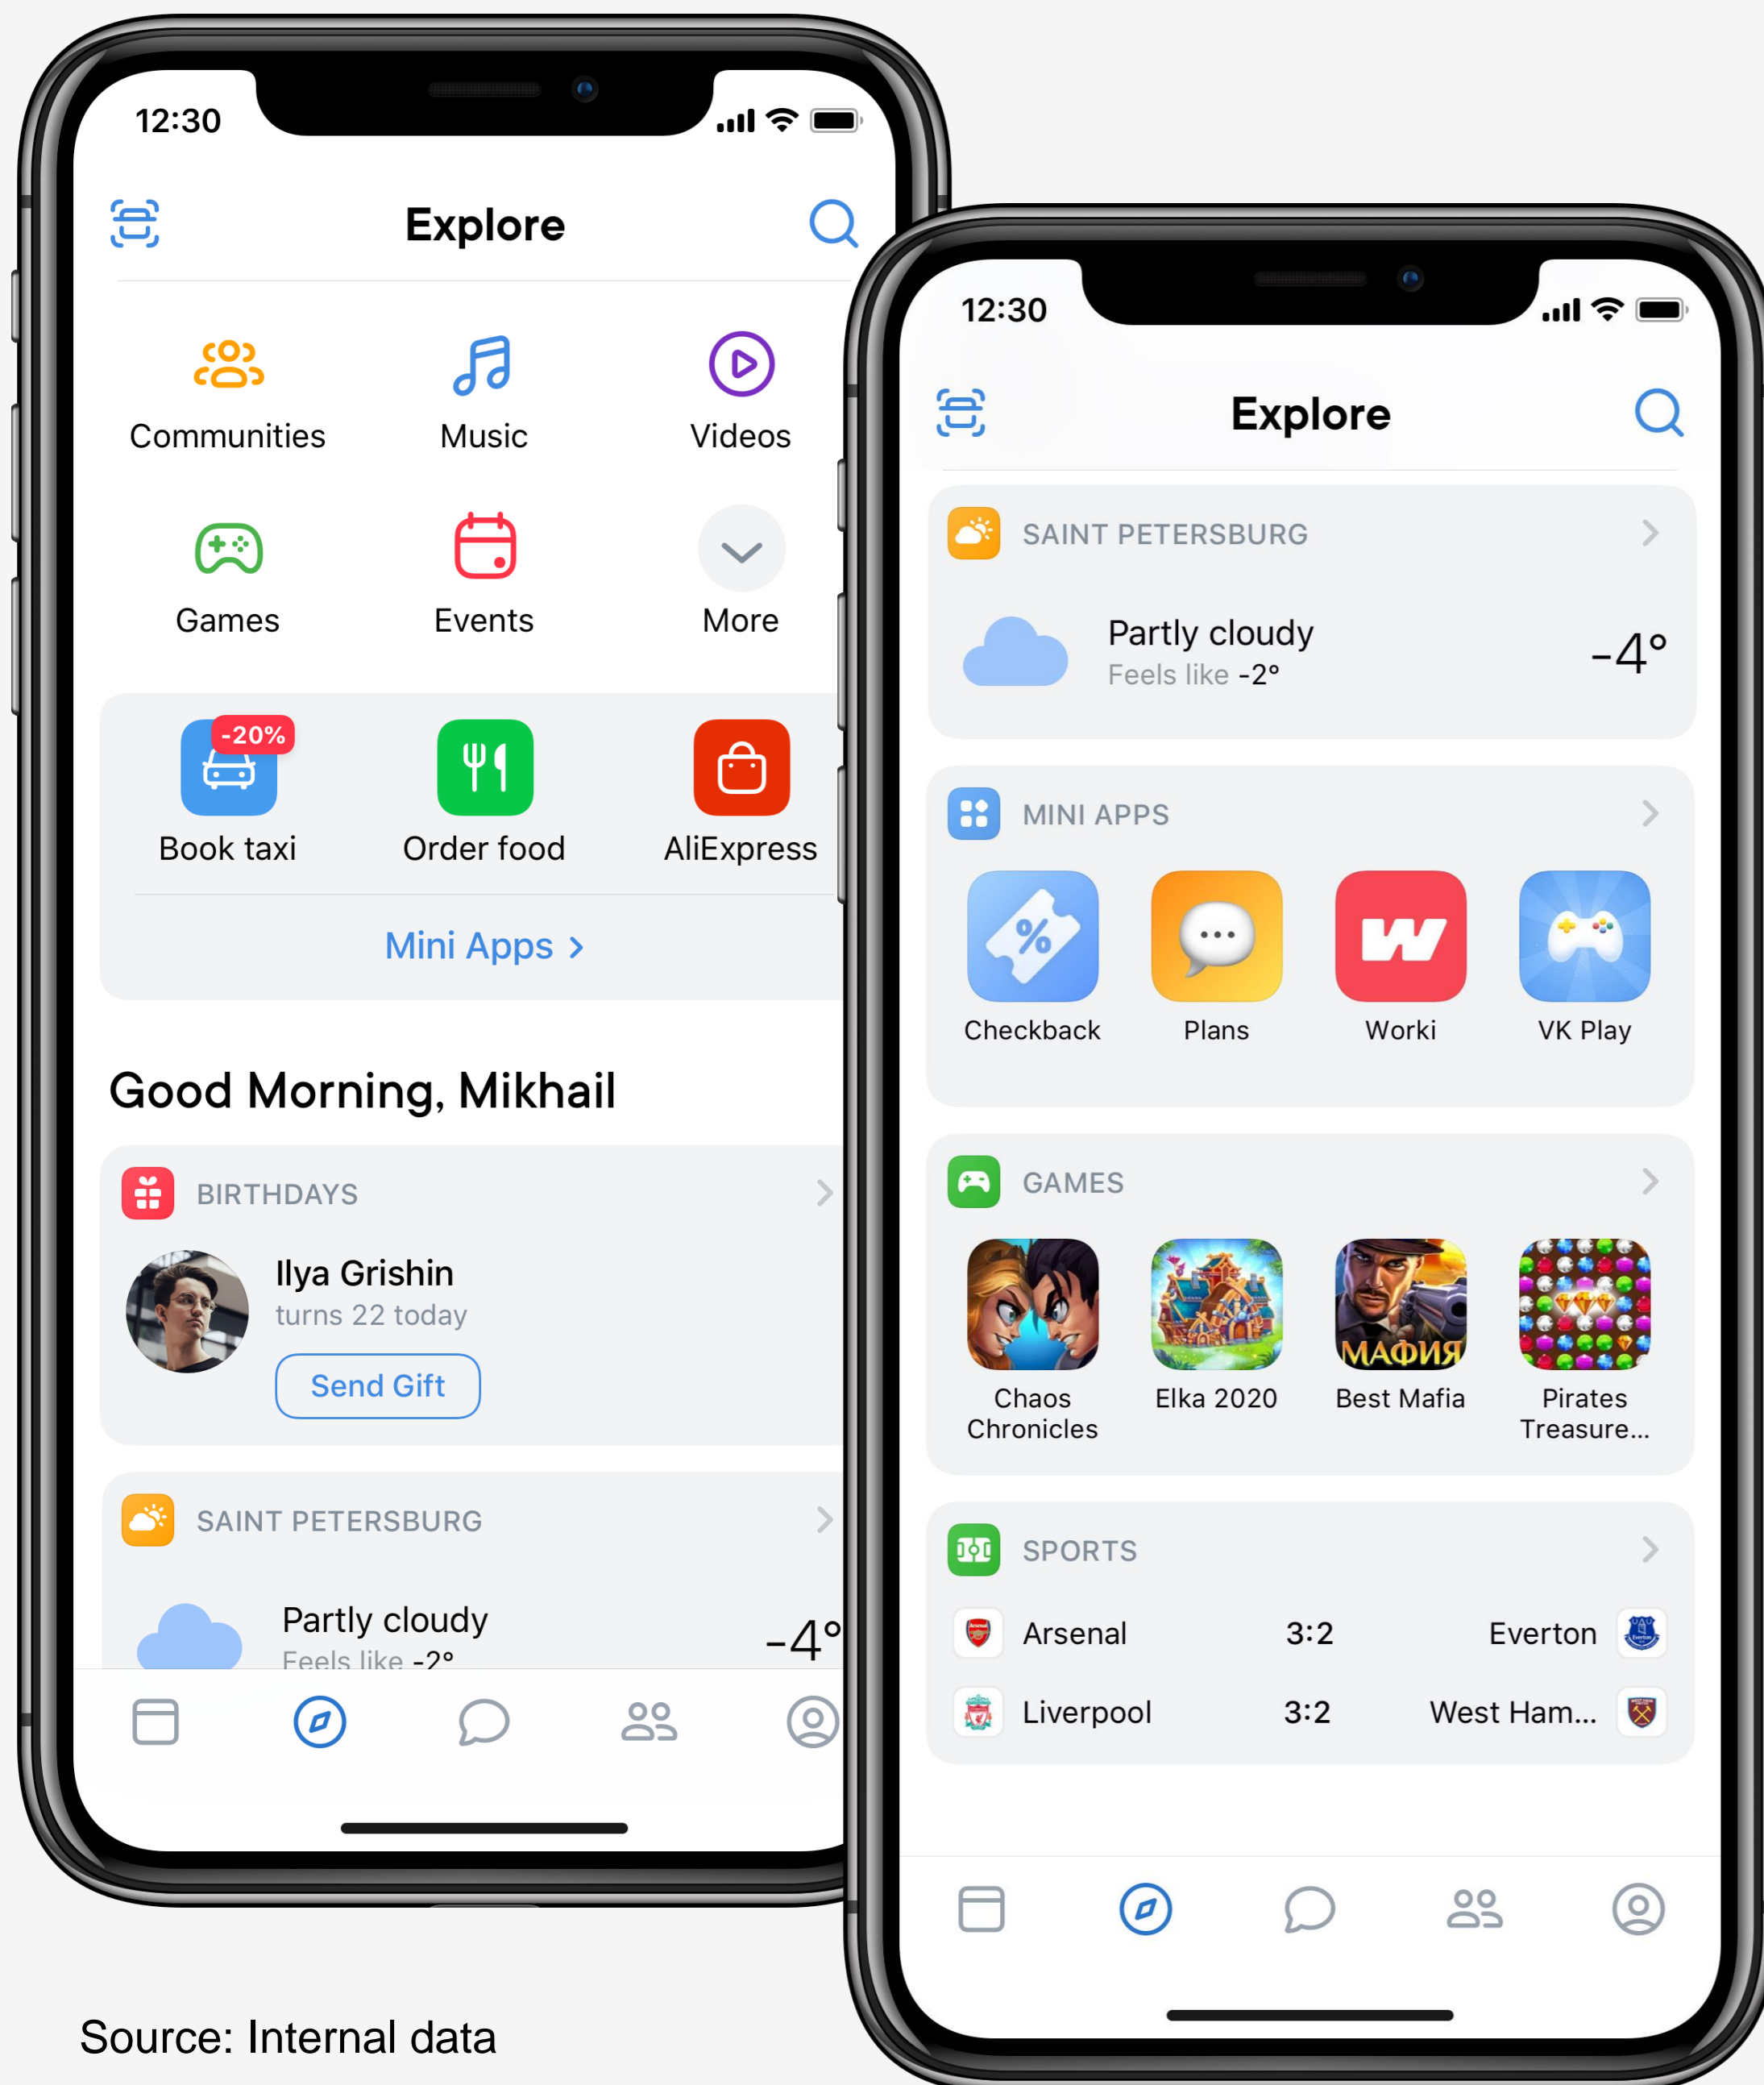 12:30
Explore
Communities
Music
Videos
Games
Events
More
-20%
Book taxi
Order food
AliExpress
Mini Apps
Good Morning, Mikhail
BIRTHDAYS
Ilya Grishin
turns 22 today
Send Gift
SAINT PETERSBURG
Partly cloudy
-4°
Feels like -2°
Source: Internal data
12:30
Explore
SAINT PETERSBURG
Partly cloudy
-4°
Feels like -2°
MINI APPS
%
Checkback
Plans
Worki
VK Play
GAMES
МАФИЯ
Chaos
Chronicles
Elka 2020
Best Mafia
Pirates
Treasure...
SPORTS
Arsenal 3:2 Everton
Liverpool 3:2 West Ham...